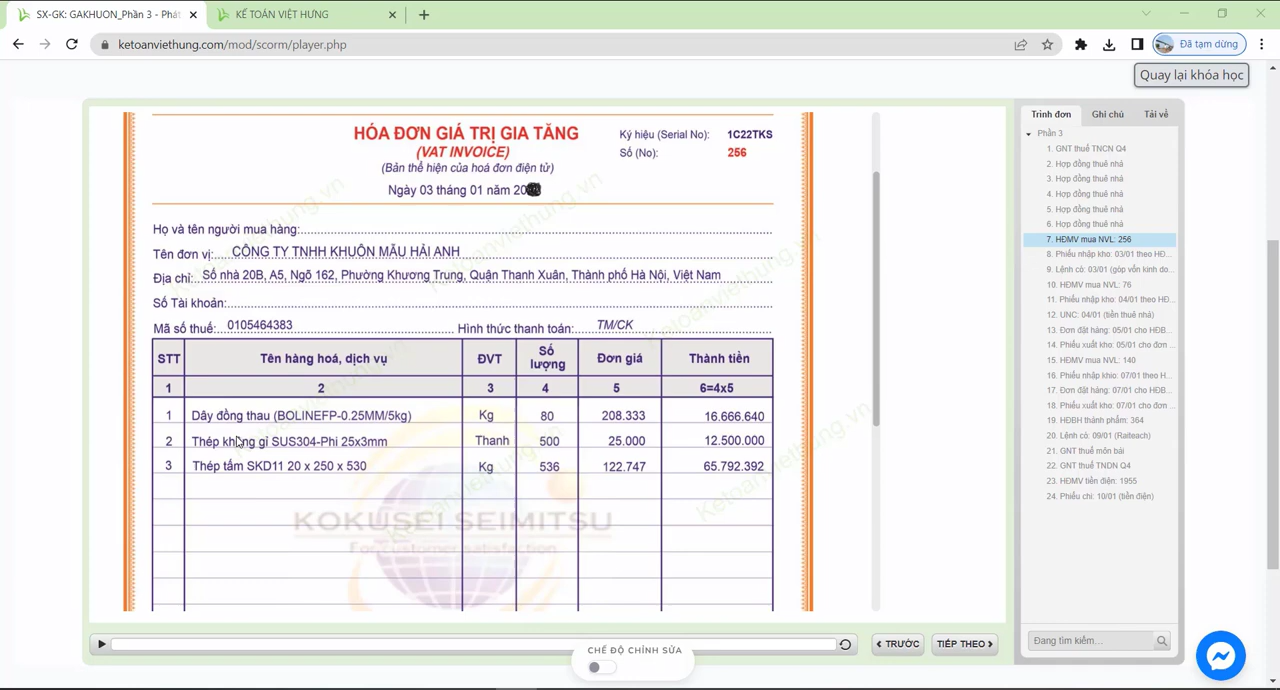 SX-GK: GAKHUON_Phần 3 - Phát
KẾ TOÁN VIỆT HƯNG
ketoanviethung.com/mod/scorm/player.php
Đã tạm dừng
Quay lại khóa học
HÓA ĐƠN GIÁ TRỊ GIA TĂNG
(VAT INVOICE)
(Bản thể hiện của hoá đơn điện tử)
Ngày 03 tháng 01 năm 20
Ký hiệu (Serial No): 1C22TKS
Số (No): 256
Họ và tên người mua hàng:
Tên đơn vị: CÔNG TY TNHH KHUÔN MẪU HẢI ANH
Địa chỉ: Số nhà 20B, A5, Ngõ 162, Phường Khương Trung, Quận Thanh Xuân, Thành phố Hà Nội, Việt Nam
Số Tài khoản:
Mã số thuế: 0105464383 Hình thức thanh toán: TM/CK
STT Tên hàng hoá, dịch vụ ĐVT Số lượng Đơn giá Thành tiền
1 2 3 4 5 6=4x5
1 Dây đồng thau (BOLINEFP-0.25MM/5kg) Kg 80 208.333 16.666.640
2 Thép không gỉ SUS304-Phi 25x3mm Thanh 500 25.000 12.500.000
3 Thép tấm SKD11 20 x 250 x 530 Kg 536 122.747 65.792.392
KOKUSEI SEIMITSU
For customer satisfaction
Ketoanviethung.vn
Trình đơn Ghi chú Tải về
Phần 3
1. GNT thuế TNCN Q4
2. Hợp đồng thuê nhà
3. Hợp đồng thuê nhà
4. Hợp đồng thuê nhà
5. Hợp đồng thuê nhà
6. Hợp đồng thuê nhà
7. HĐMV mua NVL: 256
8. Phiếu nhập kho: 03/01 theo HĐ...
9. Lệnh có: 03/01 (góp vốn kinh do...
10. HĐMV mua NVL: 76
11. Phiếu nhập kho: 04/01 theo HĐ...
12. UNC: 04/01 (tiền thuê nhà)
13. Đơn đặt hàng: 05/01 cho HĐB...
14. Phiếu xuất kho: 05/01 cho đơn ...
15. HĐMV mua NVL: 140
16. Phiếu nhập khio: 07/01 theo HĐ...
17. Đơn đặt hàng: 07/01 cho HĐB...
18. Phiếu xuất kho: 07/01 cho đơn ...
19. HĐBH thành phẩm: 364
20. Lệnh có: 09/01 (Raiteach)
21. GNT thuế môn bài
22. GNT thuế TNDN Q4
23. HĐMV tiền điện: 1955
24. Phiếu chi: 10/01 (tiền điện)
Đang tìm kiếm...
TRƯỚC
TIẾP THEO
CHẾ ĐỘ CHỈNH SỬA